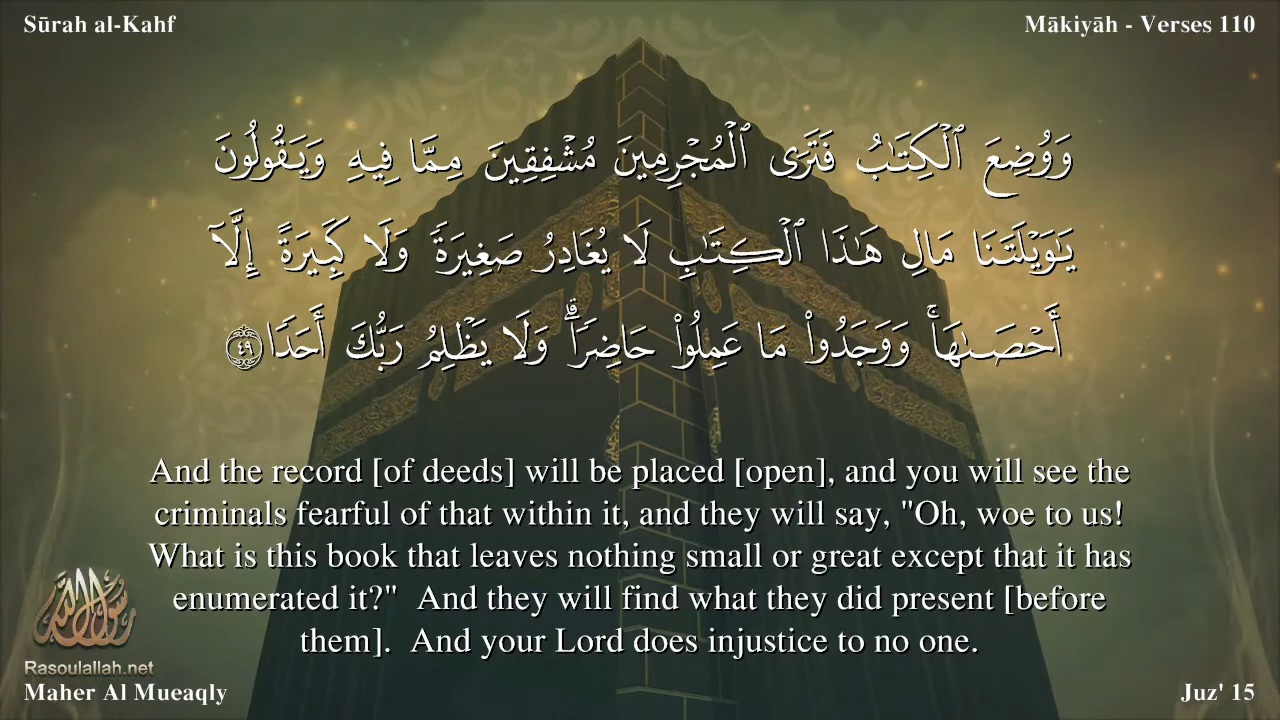 Sūrah al-Kahf
Mākiyāh - Verses 110
وَوُضِعَ ٱلْكِتَـٰبُ فَتَرَى ٱلْمُجْرِمِينَ مُشْفِقِينَ مِمَّا فِيهِ وَيَقُولُونَ
يَـٰوَيْلَتَنَا مَالِ هَـٰذَا ٱلْكِتَـٰبِ لَا يُغَادِرُ صَغِيرَةً وَلَا كَبِيرَةً إِلَّآ
أَحْصَىٰهَا ۚ وَوَجَدُوا۟ مَا عَمِلُوا۟ حَاضِرًا ۗ وَلَا يَظْلِمُ رَبُّكَ أَحَدًا ٤٩
And the record [of deeds] will be placed [open], and you will see the
criminals fearful of that within it, and they will say, "Oh, woe to us!
What is this book that leaves nothing small or great except that it has
enumerated it?"  And they will find what they did present [before
them].  And your Lord does injustice to no one.
رسول الله
Rasoulallah.net
Maher Al Mueaqly
Juz' 15